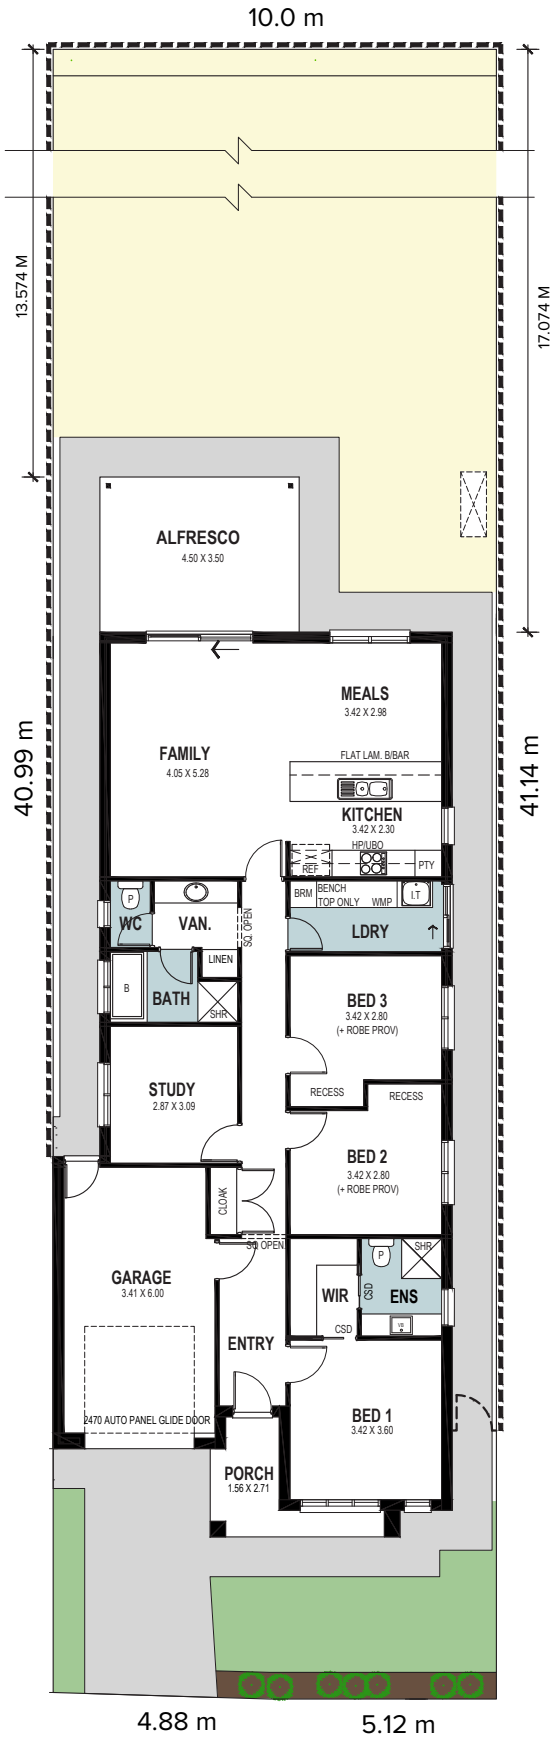 10.0 m
13.574 M
17.074 M
ALFRESCO
4.50 X 3.50
MEALS
3.42 X 2.98
FAMILY
4.05 X 5.28
FLAT LAM. B/BAR
40.99 m
41.14 m
KITCHEN
3.42 X 2.30
HP/UBO
REF
PTY
P
WC
VAN.
SQ. OPEN
BRM
BENCH
TOP ONLY
WMP
LT
LDRY
LINEN
B
BATH
SHR
BED 3
3.42 X 2.80
(+ ROBE PROV)
STUDY
2.87 X 3.09
RECESS
RECESS
BED 2
3.42 X 2.80
(+ ROBE PROV)
CLOAK
SQ OPEN
P
SHR
GARAGE
3.41 X 6.00
WIR
CSD
ENS
VB
CSD
ENTRY
2470 AUTO PANEL GLIDE DOOR
BED 1
3.42 X 3.60
PORCH
1.56 X 2.71
4.88 m
5.12 m